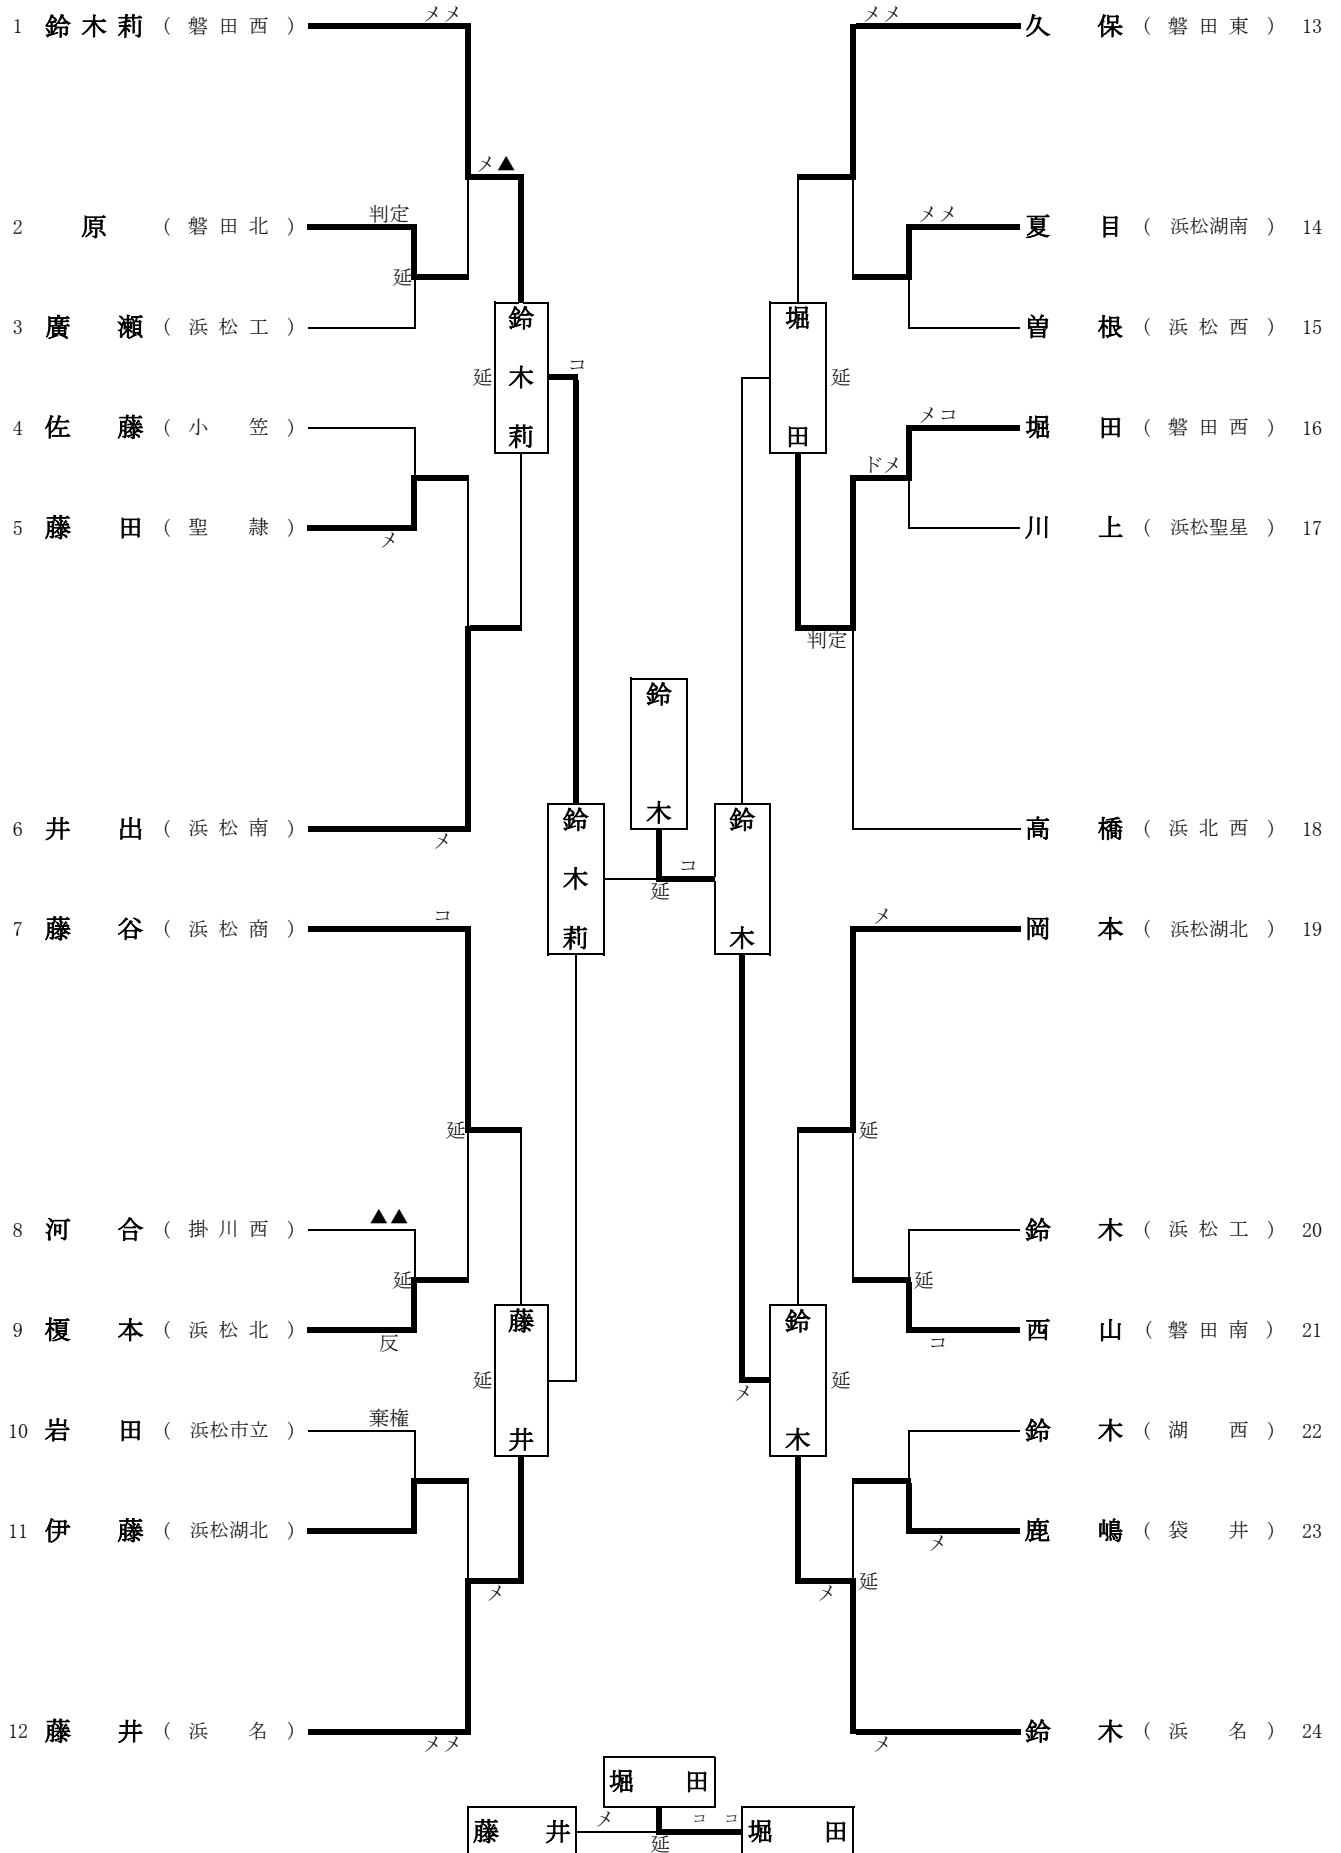 メメ
メメ
1 鈴木莉 ( 磐田西 )
久保 ( 磐田東 ) 13
メ▲
判定
メメ
2 原 ( 磐田北 )
夏目 ( 浜松湖南 ) 14
延
3 廣瀬 ( 浜松工 )
曽根 ( 浜松西 ) 15
鈴木莉
堀田
延
コ
延
4 佐藤 ( 小笠 )
メコ
堀田 ( 磐田西 ) 16
ドメ
5 藤田 ( 聖隷 )
メ
川上 ( 浜松聖星 ) 17
判定
鈴木
6 井出 ( 浜松南 )
メ
高橋 ( 浜北西 ) 18
鈴木莉
鈴木
コ
延
コ
メ
7 藤谷 ( 浜松商 )
岡本 ( 浜松湖北 ) 19
延
延
▲▲
8 河合 ( 掛川西 )
鈴木 ( 浜松工 ) 20
延
延
9 榎本 ( 浜松北 )
反
西山 ( 磐田南 ) 21
コ
藤井
鈴木
延
メ
延
棄権
10 岩田 ( 浜松市立 )
鈴木 ( 湖西 ) 22
11 伊藤 ( 浜松湖北 )
鹿嶋 ( 袋井 ) 23
メ
メ
メ
延
12 藤井 ( 浜名 )
メメ
鈴木 ( 浜名 ) 24
メ
堀田
藤井
メ
延
ココ
堀田